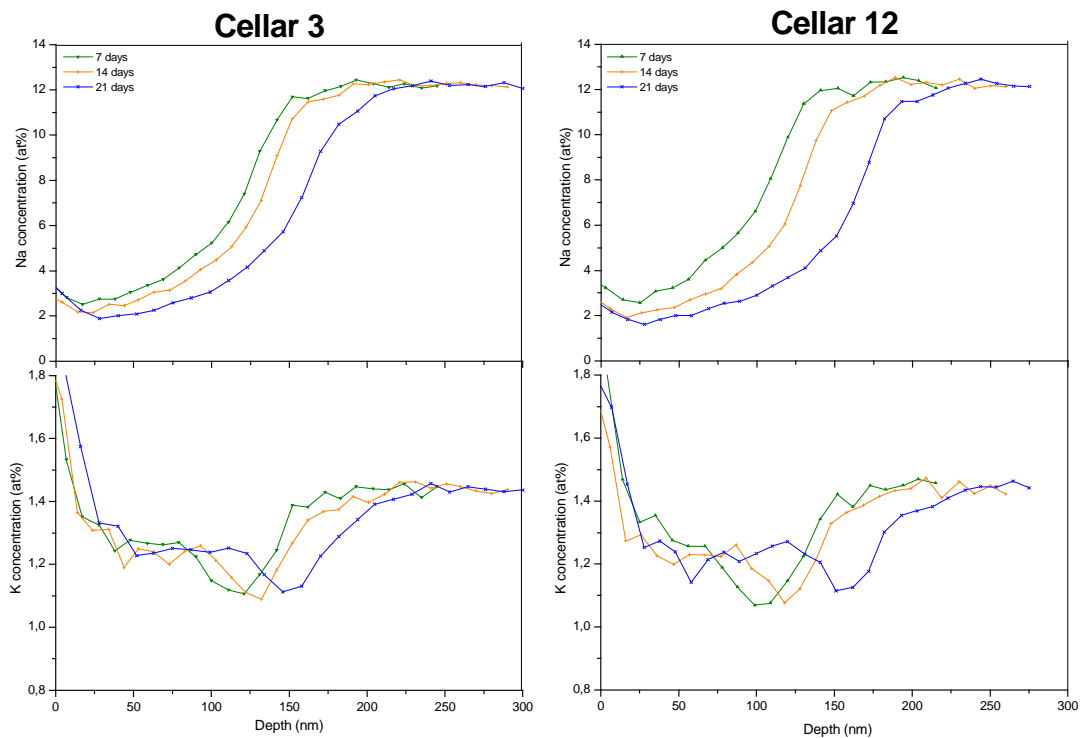 Cellar 3
Cellar 12
14
12
10
8
6
4
2
0
Na concentration (at%)
7 days
14 days
21 days
14
12
10
8
6
4
2
0
Na concentration (at%)
7 days
14 days
21 days
1,8
1,6
1,4
1,2
1,0
0,8
K concentration (at%)
0 50 100 150 200 250 300
Depth (nm)
1,8
1,6
1,4
1,2
1,0
0,8
K concentration (at%)
0 50 100 150 200 250 300
Depth (nm)